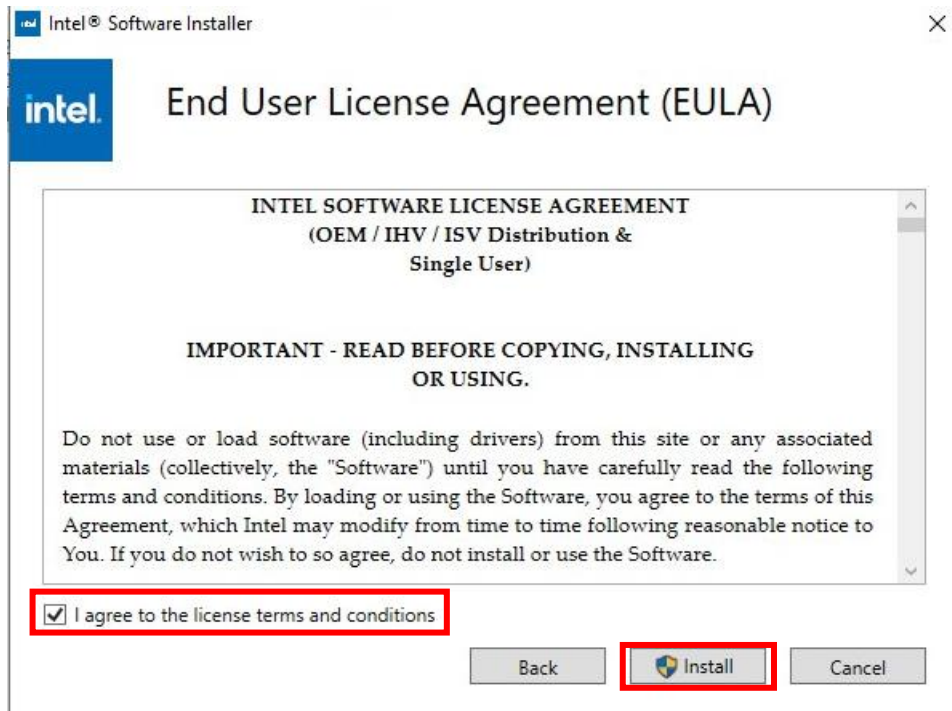 intel Intel® Software Installer
intel. End User License Agreement (EULA)
INTEL SOFTWARE LICENSE AGREEMENT
(OEM / IHV / ISV Distribution &
Single User)
IMPORTANT - READ BEFORE COPYING, INSTALLING
OR USING.
Do not use or load software (including drivers) from this site or any associated
materials (collectively, the "Software") until you have carefully read the following
terms and conditions. By loading or using the Software, you agree to the terms of this
Agreement, which Intel may modify from time to time following reasonable notice to
You. If you do not wish to so agree, do not install or use the Software.
I agree to the license terms and conditions
Back Install Cancel